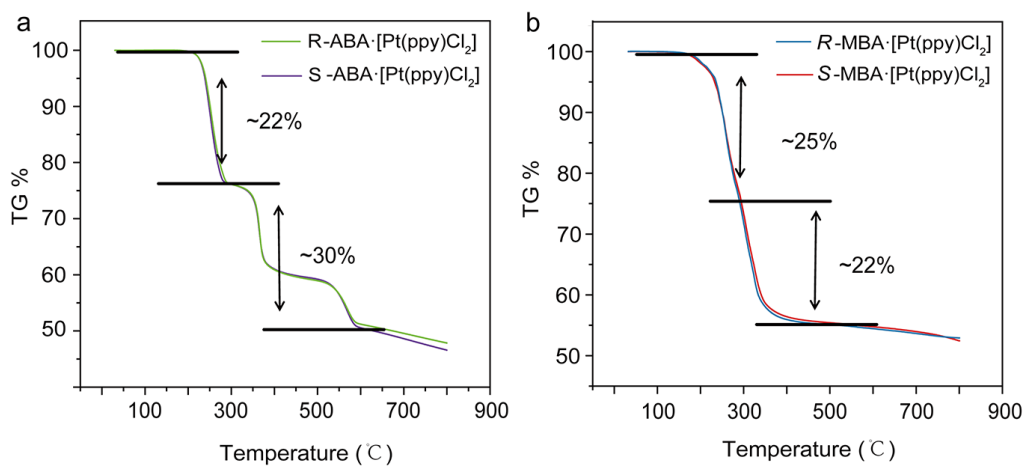 a
R-ABA·[Pt(ppy)Cl₂]
S -ABA·[Pt(ppy)Cl₂]
~22%
~30%
100
90
80
70
60
50
TG %
100 300 500 700 900
Temperature (℃)
b
R-MBA·[Pt(ppy)Cl₂]
S-MBA·[Pt(ppy)Cl₂]
~25%
~22%
100
90
80
70
60
50
TG %
100 300 500 700 900
Temperature (℃)